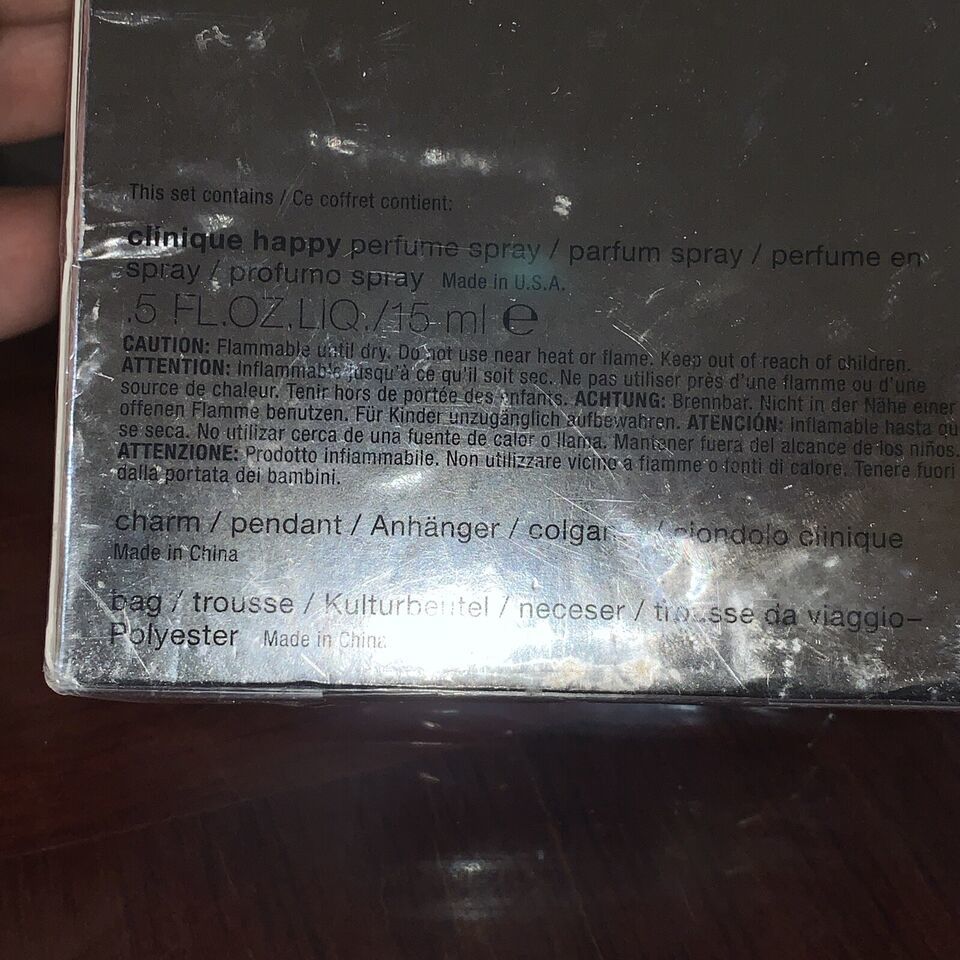 This set contains / Ce coffret contient:
clinique happy perfume spray / parfum spray / perfume en
spray / profumo spray Made in U.S.A.
.5 FL.OZ.LIQ./15 ml ℮
CAUTION: Flammable until dry. Do not use near heat or flame. Keep out of reach of children.
ATTENTION: Inflammable jusqu'à ce qu'il soit sec. Ne pas utiliser près d'une flamme ou d'une
source de chaleur. Tenir hors de portée des enfants. ACHTUNG: Brennbar. Nicht in der Nähe einer
offenen Flamme benutzen. Für Kinder unzugänglich aufbewahren. ATENCIÓN: Inflamable hasta que
se seca. No utilizar cerca de una fuente de calor o llama. Mantener fuera del alcance de los niños.
ATTENZIONE: Prodotto infiammabile. Non utilizzare vicino a fiamme o fonti di calore. Tenere fuori
dalla portata dei bambini.
charm / pendant / Anhänger / / ciondolo clinique
Made in China
bag / trousse / Kulturbeutel / neceser / trousse da viaggio–
Polyester Made in China